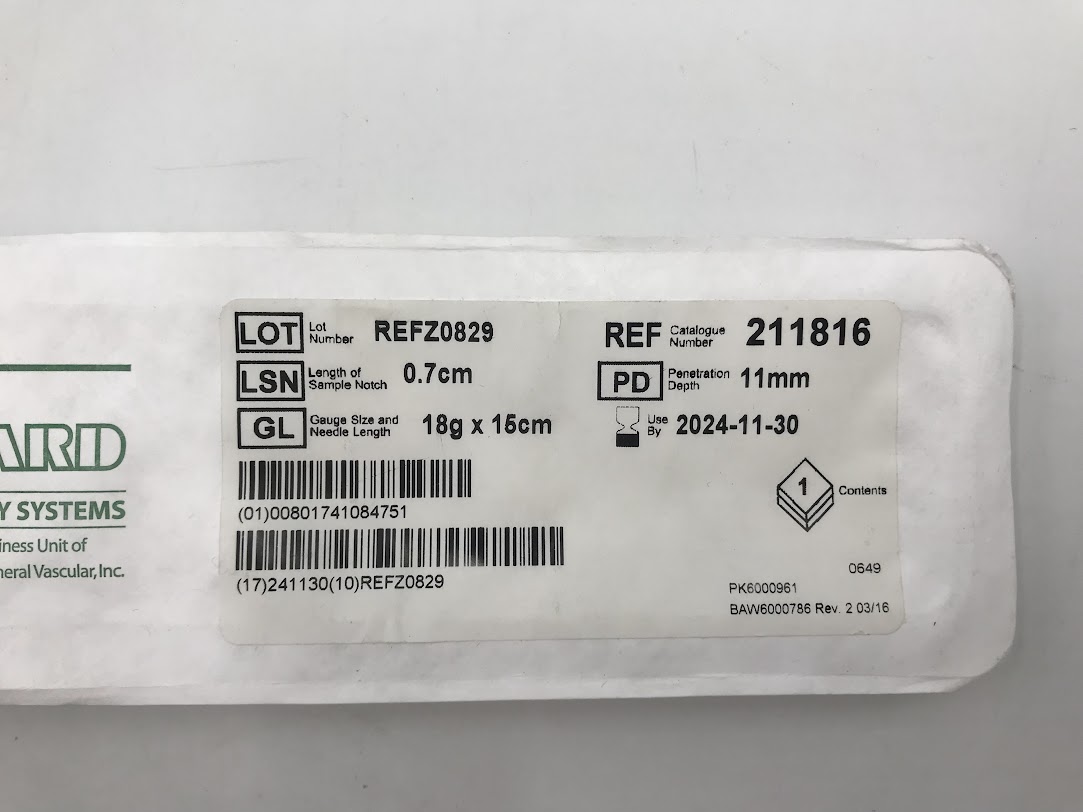 LOT Lot Number REFZ0829 REF Catalogue Number 211816
LSN Length of Sample Notch 0.7cm PD Penetration Depth 11mm
GL Gauge Size and Needle Length 18g x 15cm Use By 2024-11-30
1 Contents
(01)00801741084751
(17)241130(10)REFZ0829
0649
PK6000961
BAW6000786 Rev. 2 03/16
ARD
Y SYSTEMS
iness Unit of
neral Vascular, Inc.